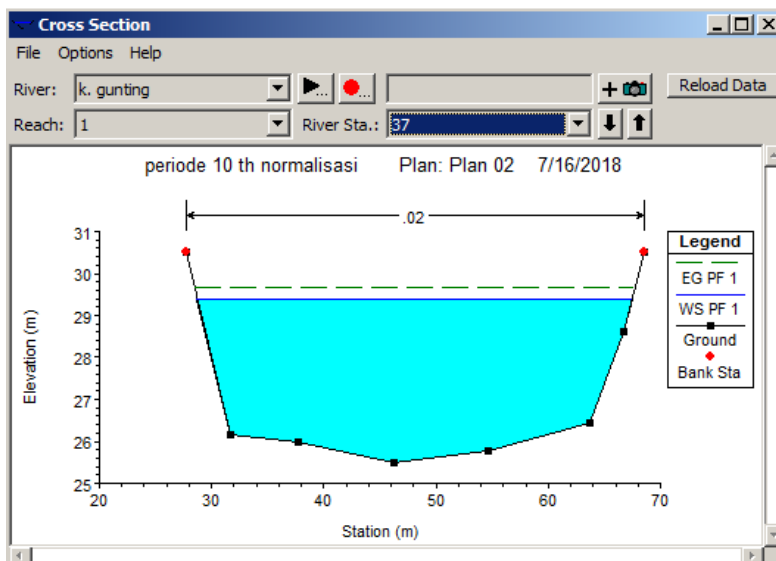 Cross Section
File Options Help
River: k. gunting ... ... + Reload Data
Reach: 1 River Sta.: 37
periode 10 th normalisasi Plan: Plan 02 7/16/2018
.02
Legend
EG PF 1
WS PF 1
Ground
Bank Sta
31
30
29
28
27
26
25
Elevation (m)
20 30 40 50 60 70
Station (m)